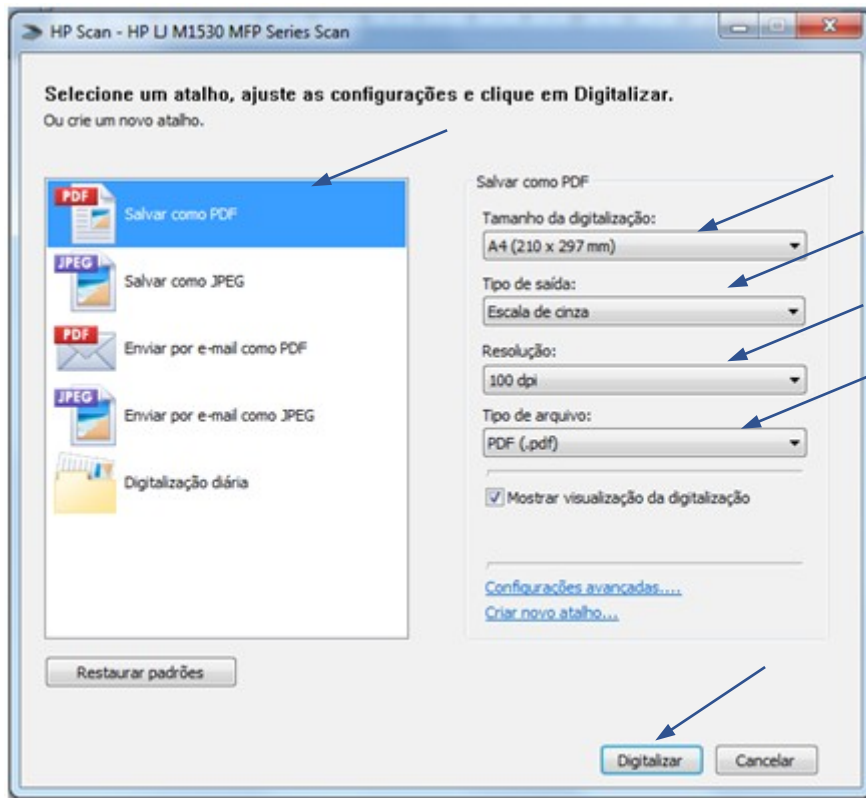 HP Scan - HP LJ M1530 MFP Series Scan
Selecione um atalho, ajuste as configurações e clique em Digitalizar.
Ou crie um novo atalho.
PDF
Salvar como PDF
JPEG
Salvar como JPEG
PDF
Enviar por e-mail como PDF
JPEG
Enviar por e-mail como JPEG
Digitalização diária
Restaurar padrões
Salvar como PDF
Tamanho da digitalização:
A4 (210 x 297 mm)
Tipo de saída:
Escala de cinza
Resolução:
100 dpi
Tipo de arquivo:
PDF (.pdf)
Mostrar visualização da digitalização
Configurações avançadas....
Criar novo atalho...
Digitalizar
Cancelar